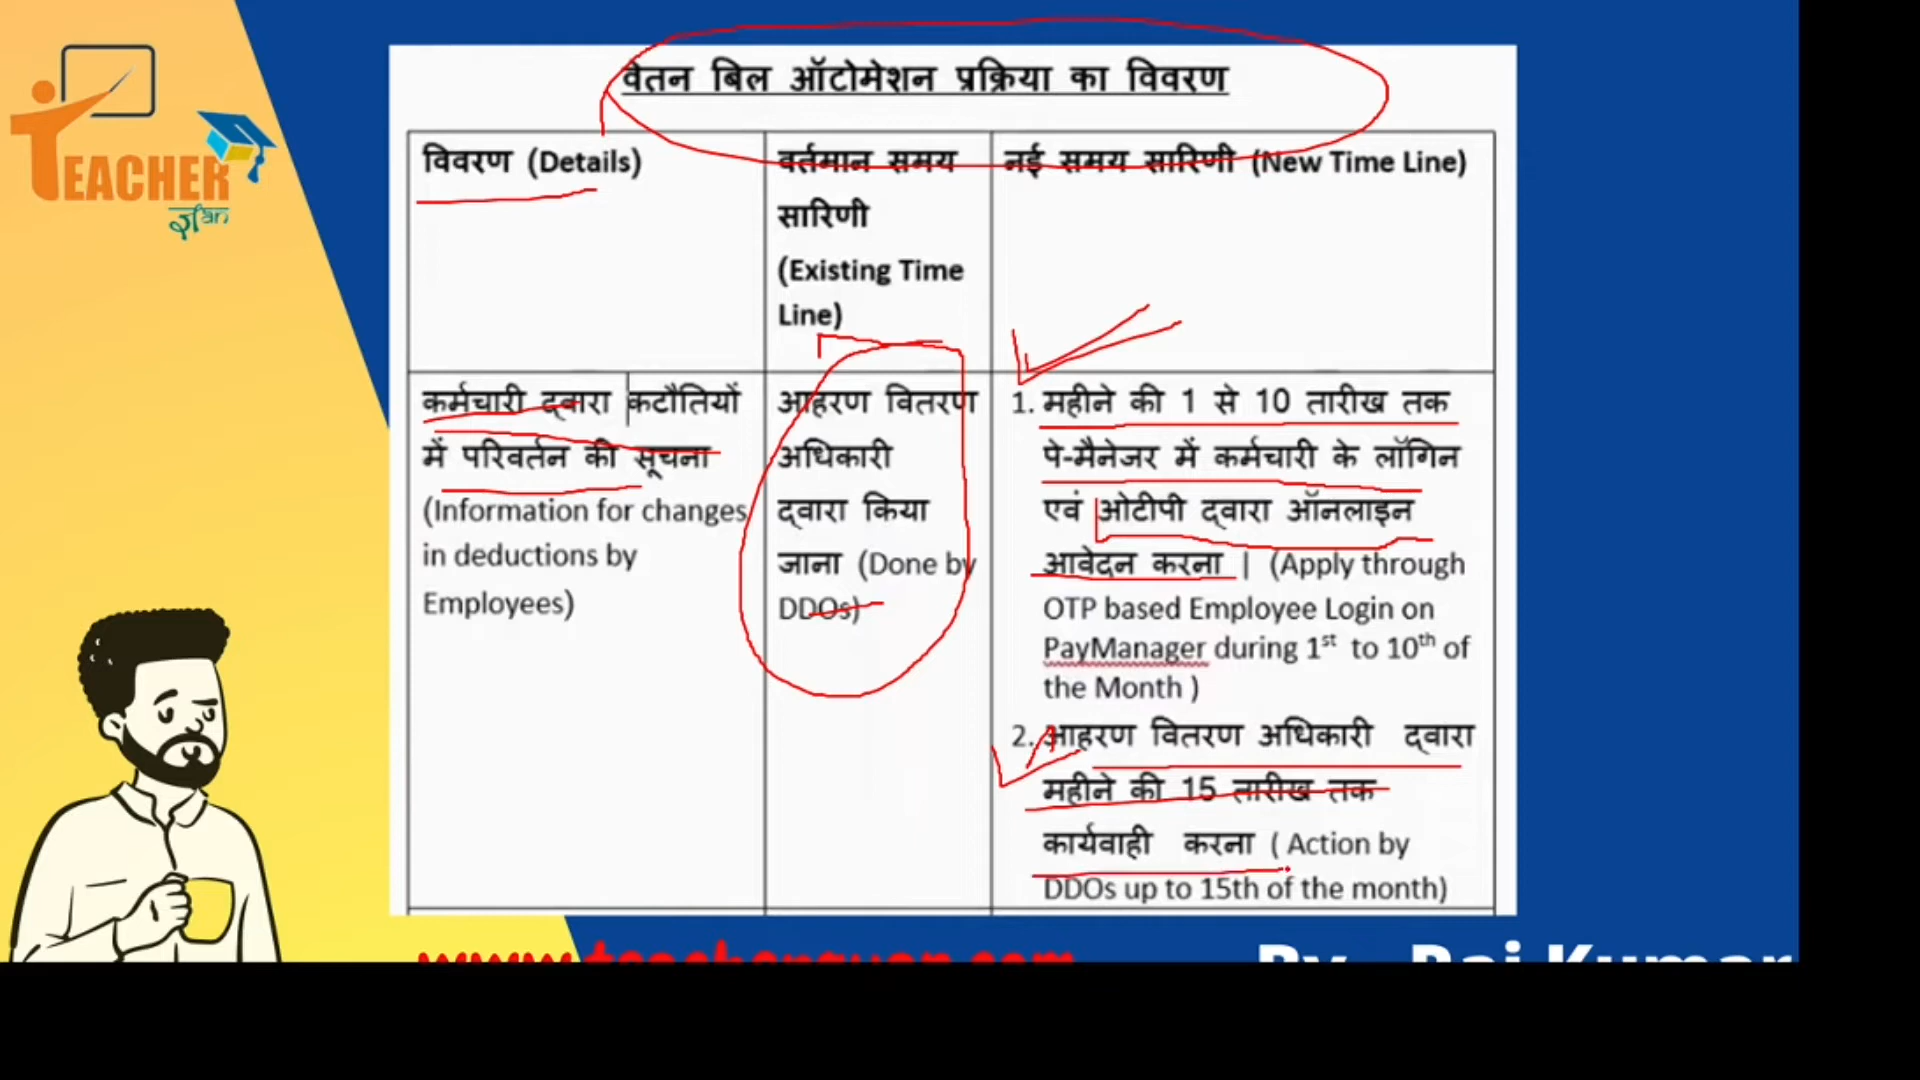 TEACHER
ज्ञान
वेतन बिल ऑटोमेशन प्रक्रिया का विवरण
विवरण (Details)
वर्तमान समय
सारिणी
(Existing Time
Line)
नई समय सारिणी (New Time Line)
कर्मचारी द्वारा कटौतियों
में परिवर्तन की सूचना
(Information for changes
in deductions by
Employees)
आहरण वितरण
अधिकारी
द्वारा किया
जाना (Done by
DDOs)
1. महीने की 1 से 10 तारीख तक
पे-मैनेजर में कर्मचारी के लॉगिन
एवं ओटीपी द्वारा ऑनलाइन
आवेदन करना | (Apply through
OTP based Employee Login on
PayManager during 1st to 10th of
the Month )
2. आहरण वितरण अधिकारी द्वारा
महीने की 15 तारीख तक
कार्यवाही करना ( Action by
DDOs up to 15th of the month)
By Raj Kumar